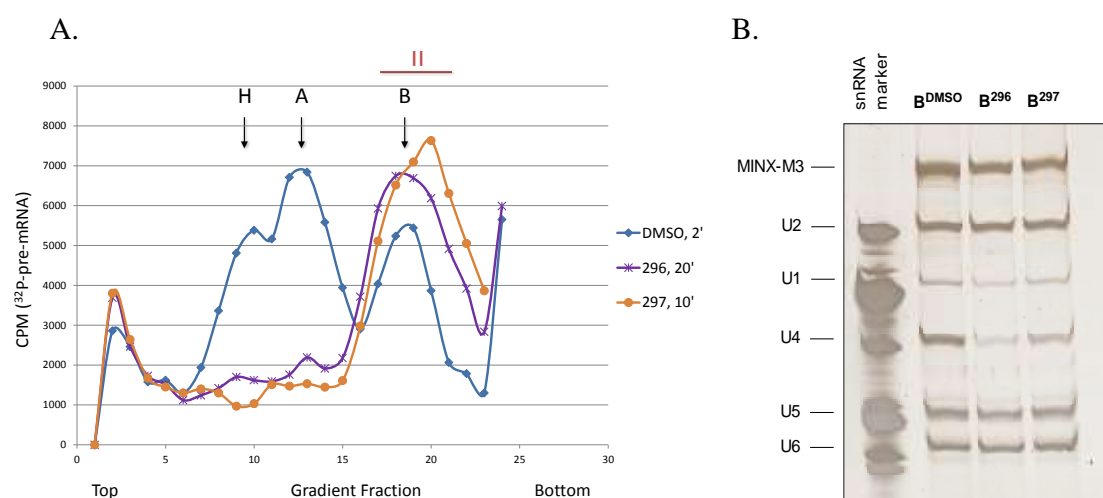 A.
II
H A B
9000
8000
7000
6000
5000
4000
3000
2000
1000
0
CPM (³²P-pre-mRNA)
0 5 10 15 20 25 30
Top Gradient Fraction Bottom
DMSO, 2'
296, 20'
297, 10'
B.
snRNA
marker
B^DMSO B^296 B^297
MINX-M3
U2
U1
U4
U5
U6